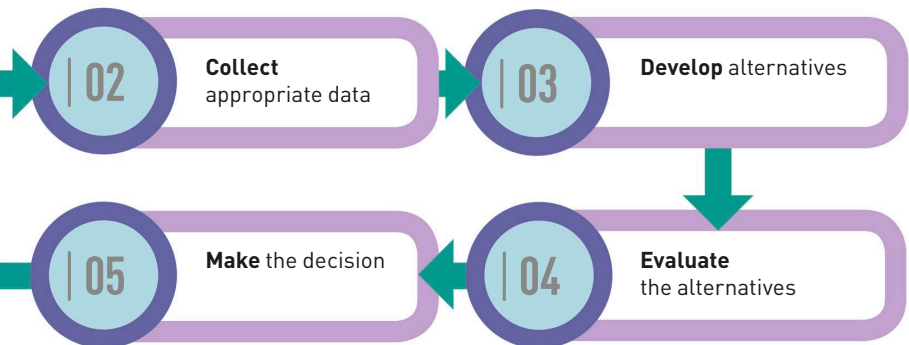 02
Collect
appropriate data
03
Develop alternatives
04
Evaluate
the alternatives
05
Make the decision